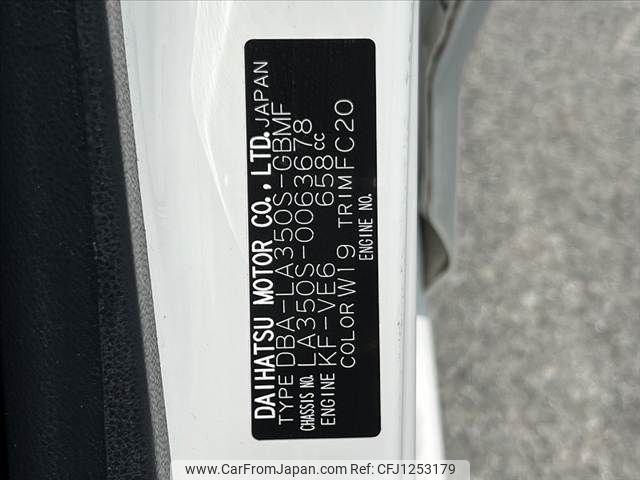 DAIHATSU MOTOR CO., LTD. JAPAN
TYPE DBA-LA350S-GBMF
CHASSIS NO. LA350S-0063678
ENGINE KF-VE6 658cc
COLOR W19 TRIM FC20
ENGINE NO.
© www.CarFromJapan.com - CFJ1253179